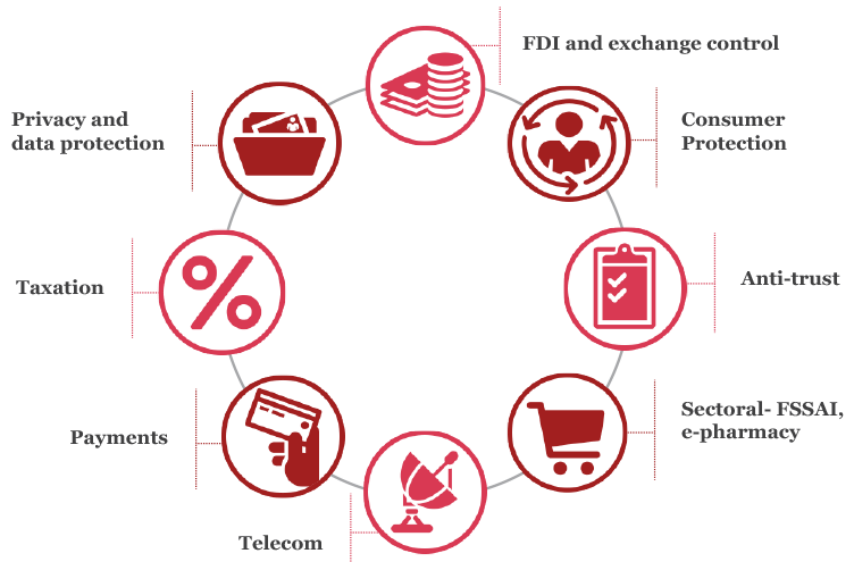 FDI and exchange control
Privacy and
data protection
Consumer
Protection
Taxation
Anti-trust
Payments
Sectoral- FSSAI,
e-pharmacy
Telecom